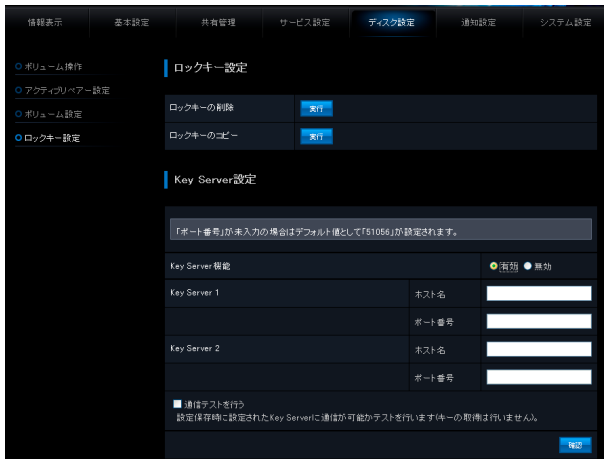 情報表示 基本設定 共有管理 サービス設定 ディスク設定 通知設定 システム設定
ボリューム操作
アクティブリペアー設定
ボリューム設定
ロックキー設定
ロックキー設定
ロックキーの削除 実行
ロックキーのコピー 実行
Key Server設定
「ポート番号」が未入力の場合はデフォルト値として「51056」が設定されます。
Key Server 機能 有効 無効
Key Server 1 ホスト名
ポート番号
Key Server 2 ホスト名
ポート番号
通信テストを行う
設定保存時に設定されたKey Serverに通信が可能かテストを行います(キーの取得は行いません)。
確認